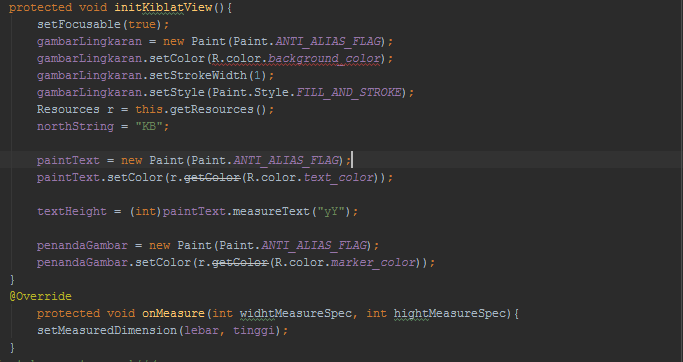 protected void initKiblatView(){
setFocusable(true);
gambarLingkaran = new Paint(Paint.ANTI_ALIAS_FLAG);
gambarLingkaran.setColor(R.color.background_color);
gambarLingkaran.setStrokeWidth(1);
gambarLingkaran.setStyle(Paint.Style.FILL_AND_STROKE);
Resources r = this.getResources();
northString = "KB";
paintText = new Paint(Paint.ANTI_ALIAS_FLAG);
paintText.setColor(r.getColor(R.color.text_color));
textHeight = (int)paintText.measureText("yY");
penandaGambar = new Paint(Paint.ANTI_ALIAS_FLAG);
penandaGambar.setColor(r.getColor(R.color.marker_color));
}
@Override
protected void onMeasure(int widhtMeasureSpec, int hightMeasureSpec){
setMeasuredDimension(lebar, tinggi);
}